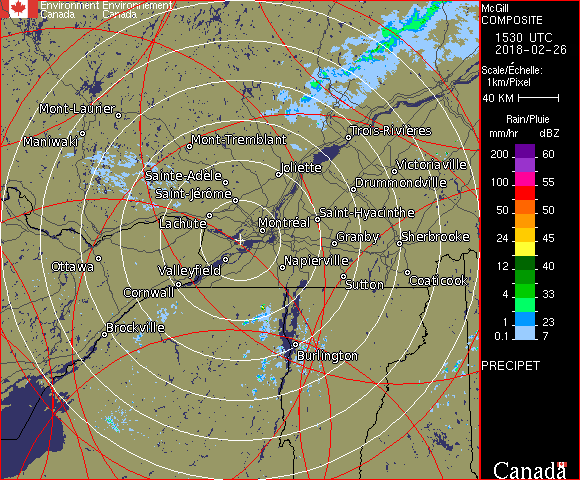 Environment Environnement
Canada Canada
McGill
COMPOSITE
1530 UTC
2018-02-26
Scale/Échelle:
1km/Pixel
40 KM
Rain/Pluie
mm/hr dBZ
200 60
150 55
100 55
50 50
24 45
12 40
4 33
1 23
0.1 7
PRECIPET
Canada
Mont-Laurier
Maniwaki
Mont-Tremblant
Trois-Rivières
Sainte-Adèle
Joliette
Victoriaville
Saint-Jérôme
Drummondville
Lachute
Montréal
Saint-Hyacinthe
Granby
Sherbrooke
Ottawa
Valleyfield
Napierville
Cornwall
Sutton
Coaticook
Brockville
Burlington